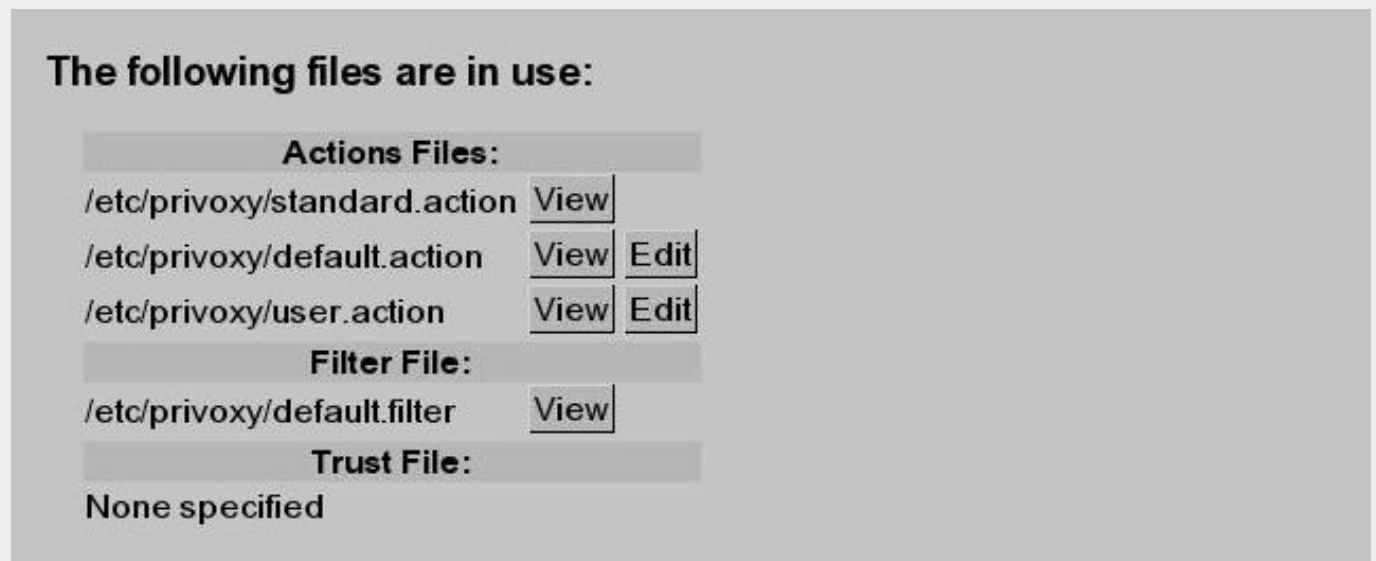 The following files are in use:
Actions Files:
/etc/privoxy/standard.action View
/etc/privoxy/default.action View Edit
/etc/privoxy/user.action View Edit
Filter File:
/etc/privoxy/default.filter View
Trust File:
None specified